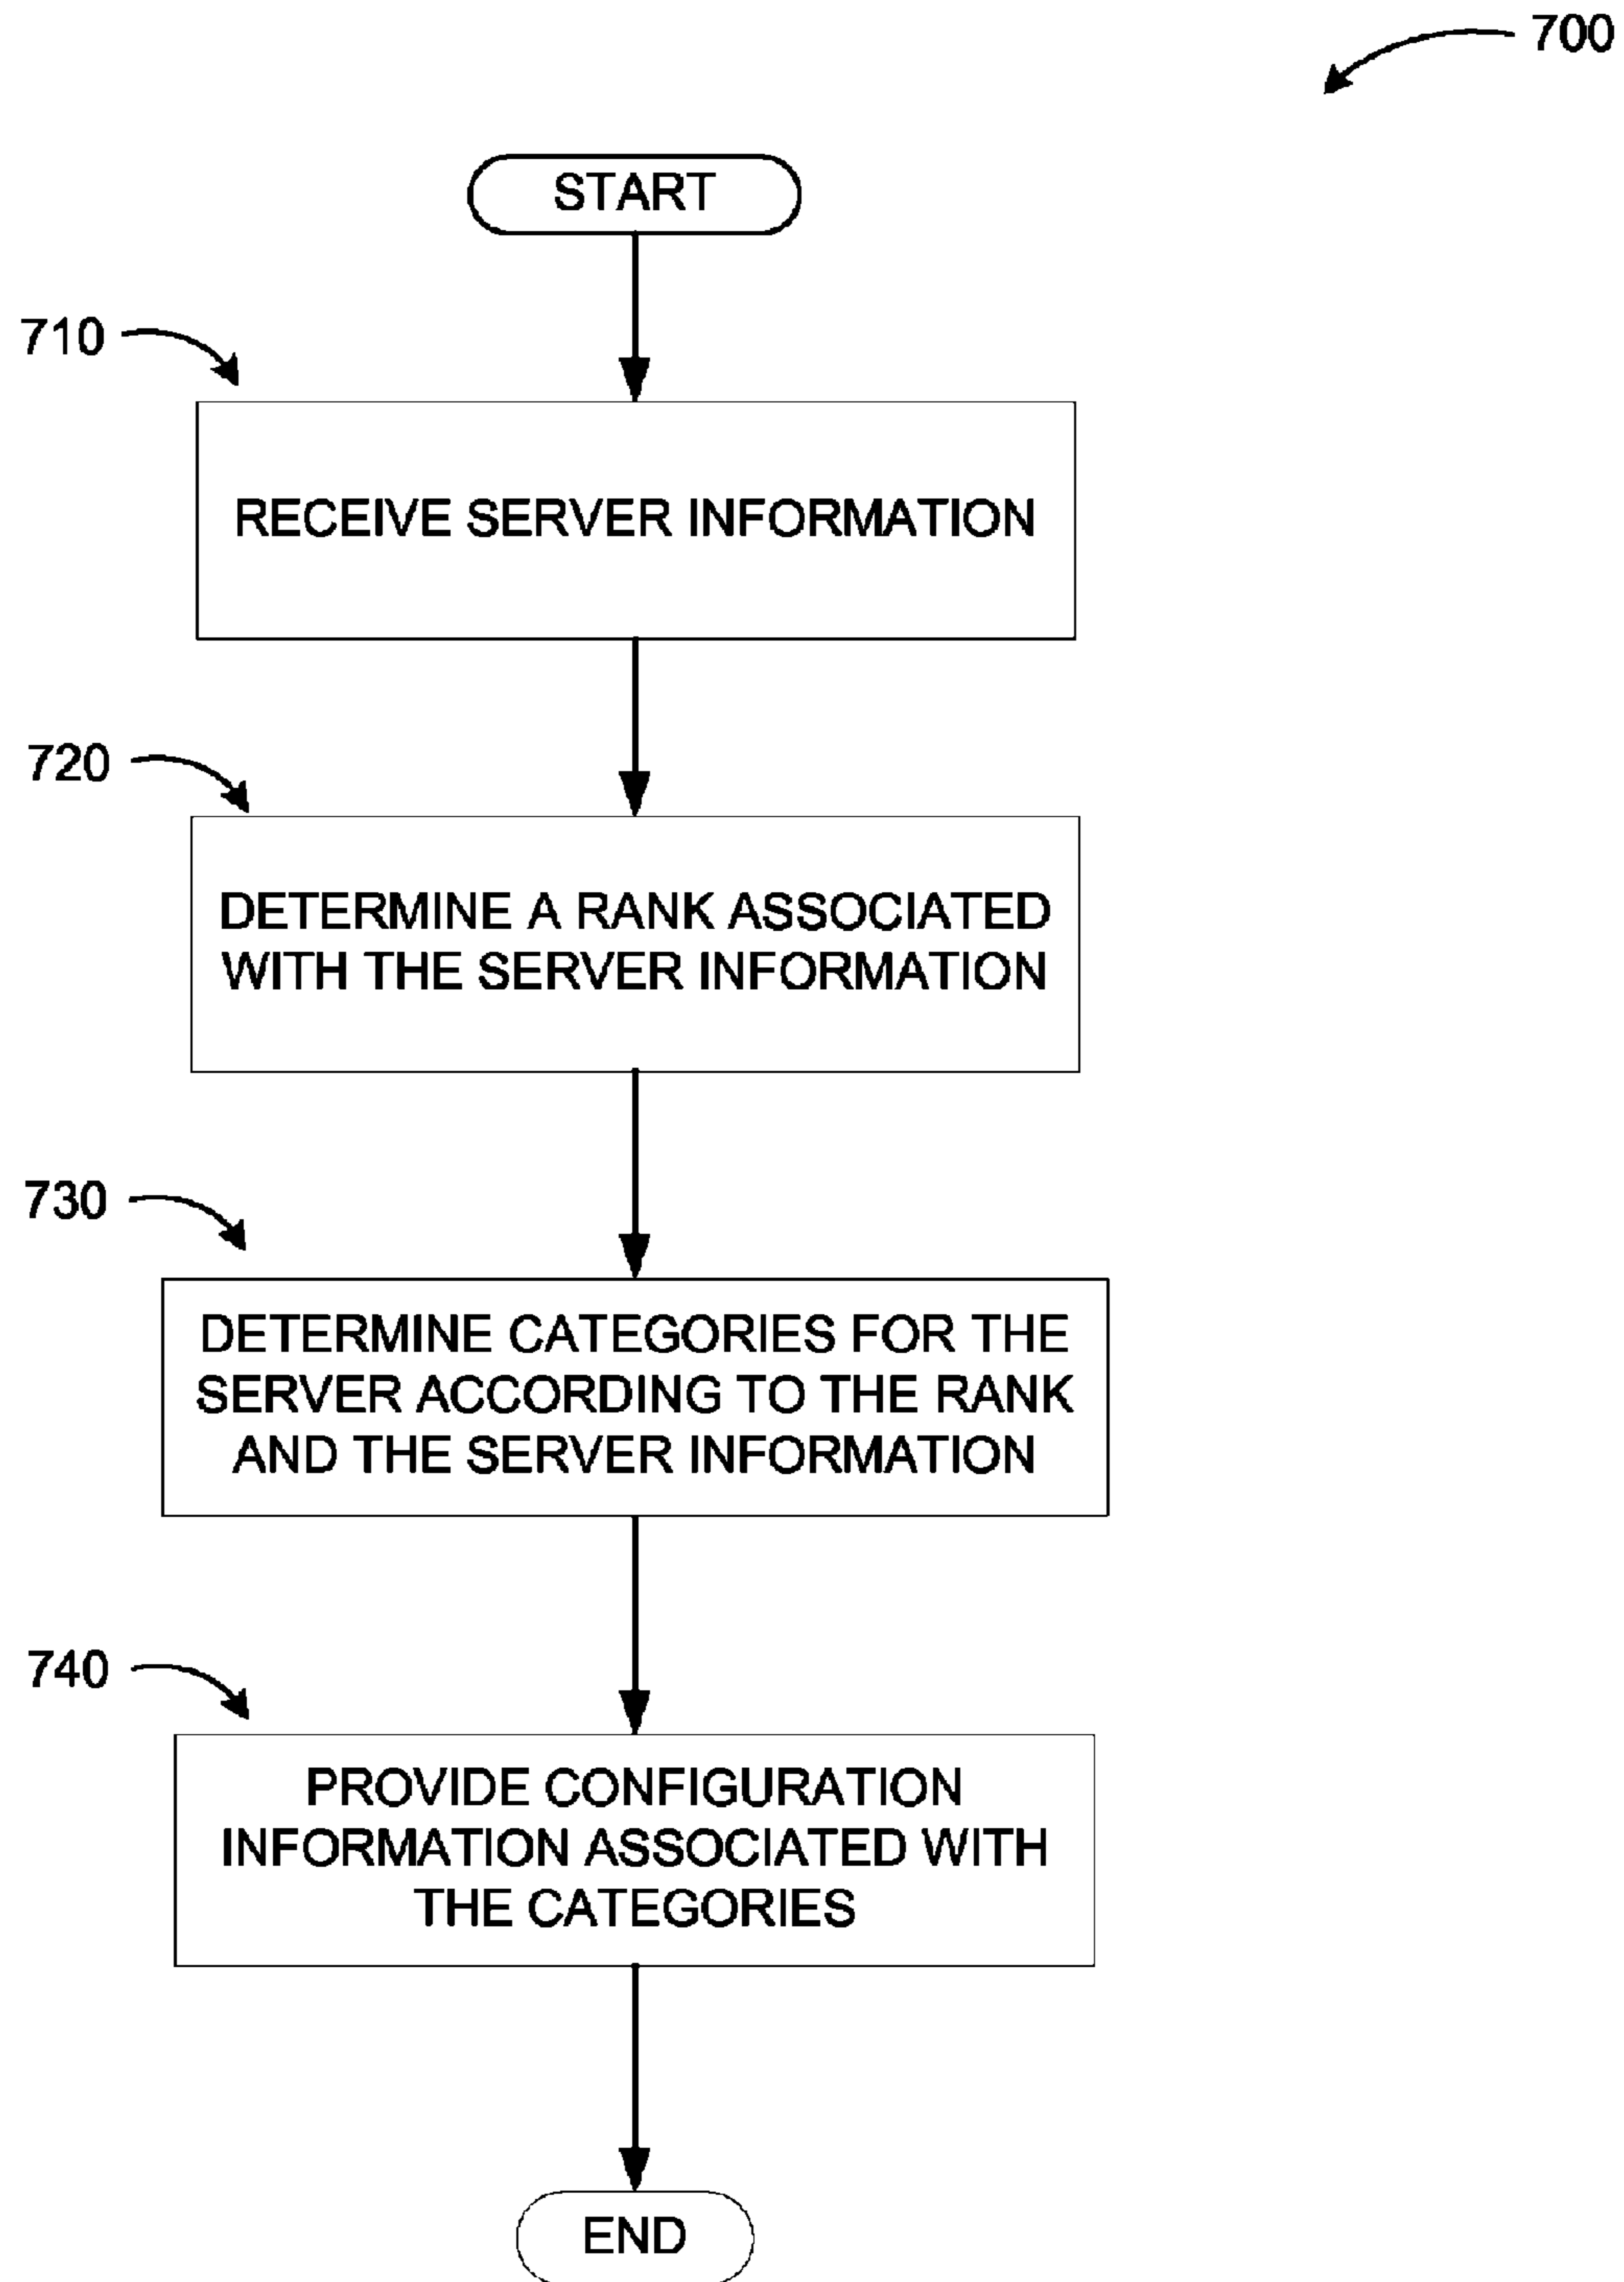 700
START
710
RECEIVE SERVER INFORMATION
720
DETERMINE A RANK ASSOCIATED
WITH THE SERVER INFORMATION
730
DETERMINE CATEGORIES FOR THE
SERVER ACCORDING TO THE RANK
AND THE SERVER INFORMATION
740
PROVIDE CONFIGURATION
INFORMATION ASSOCIATED WITH
THE CATEGORIES
END